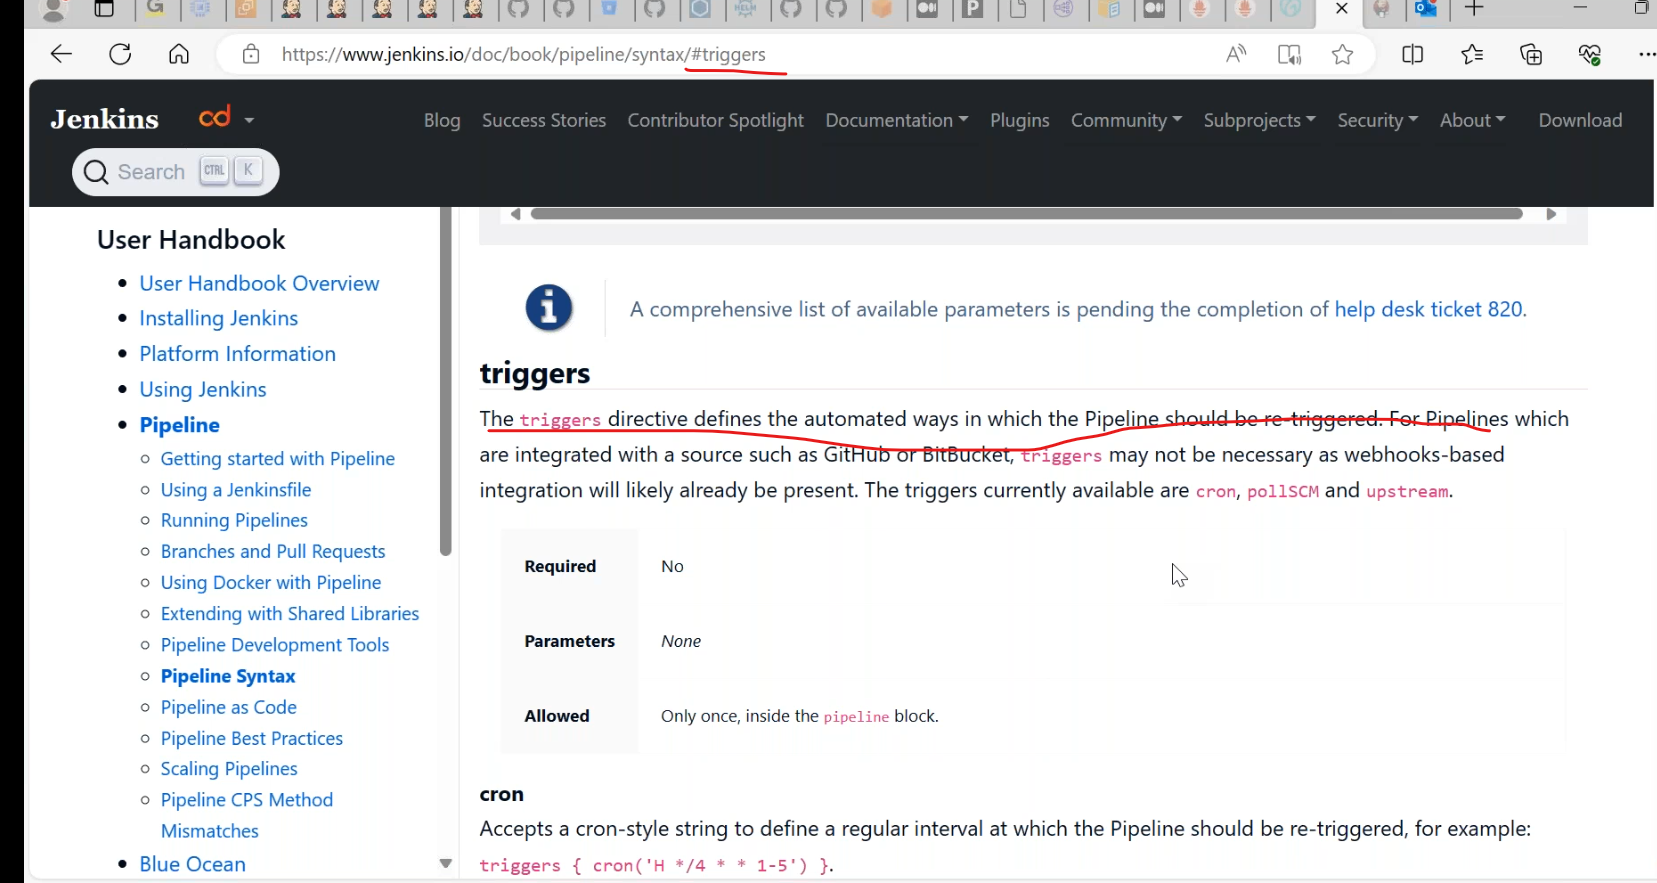 https://www.jenkins.io/doc/book/pipeline/syntax/#triggers
Jenkins
Blog Success Stories Contributor Spotlight Documentation Plugins Community Subprojects Security About Download
Search CTRL K
User Handbook
User Handbook Overview
Installing Jenkins
Platform Information
Using Jenkins
Pipeline
Getting started with Pipeline
Using a Jenkinsfile
Running Pipelines
Branches and Pull Requests
Using Docker with Pipeline
Extending with Shared Libraries
Pipeline Development Tools
Pipeline Syntax
Pipeline as Code
Pipeline Best Practices
Scaling Pipelines
Pipeline CPS Method
Mismatches
Blue Ocean
A comprehensive list of available parameters is pending the completion of help desk ticket 820.
triggers
The triggers directive defines the automated ways in which the Pipeline should be re-triggered. For Pipelines which
are integrated with a source such as GitHub or BitBucket, triggers may not be necessary as webhooks-based
integration will likely already be present. The triggers currently available are cron, pollSCM and upstream.
Required No
Parameters None
Allowed Only once, inside the pipeline block.
cron
Accepts a cron-style string to define a regular interval at which the Pipeline should be re-triggered, for example:
triggers { cron('H */4 * * 1-5') }.